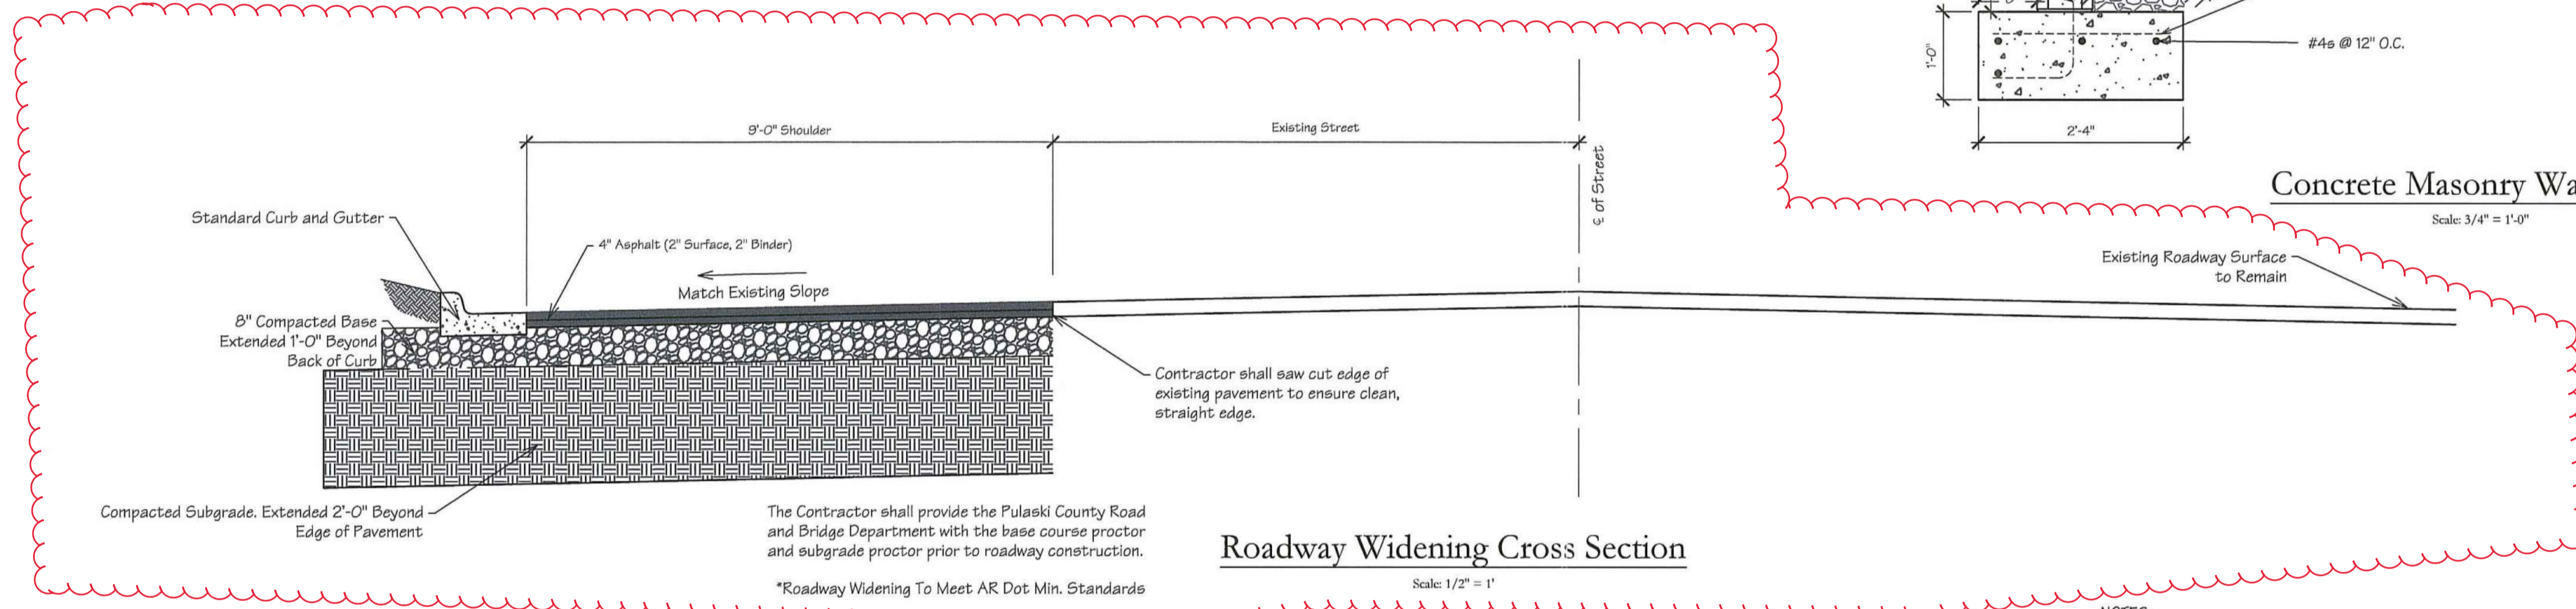 #4s @ 12" O.C.
1'-0"
2'-4"
Concrete Masonry
Scale: 3/4" = 1'-0"
9'-0" Shoulder
Existing Street
℄ of Street
Standard Curb and Gutter
4" Asphalt (2" Surface, 2" Binder)
Match Existing Slope
Existing Roadway Surface
to Remain
8" Compacted Base
Extended 1'-0" Beyond
Back of Curb
Contractor shall saw cut edge of
existing pavement to ensure clean,
straight edge.
Compacted Subgrade. Extended 2'-0" Beyond
Edge of Pavement
The Contractor shall provide the Pulaski County Road
and Bridge Department with the base course proctor
and subgrade proctor prior to roadway construction.
*Roadway Widening To Meet AR Dot Min. Standards
Roadway Widening Cross Section
Scale: 1/2" = 1'